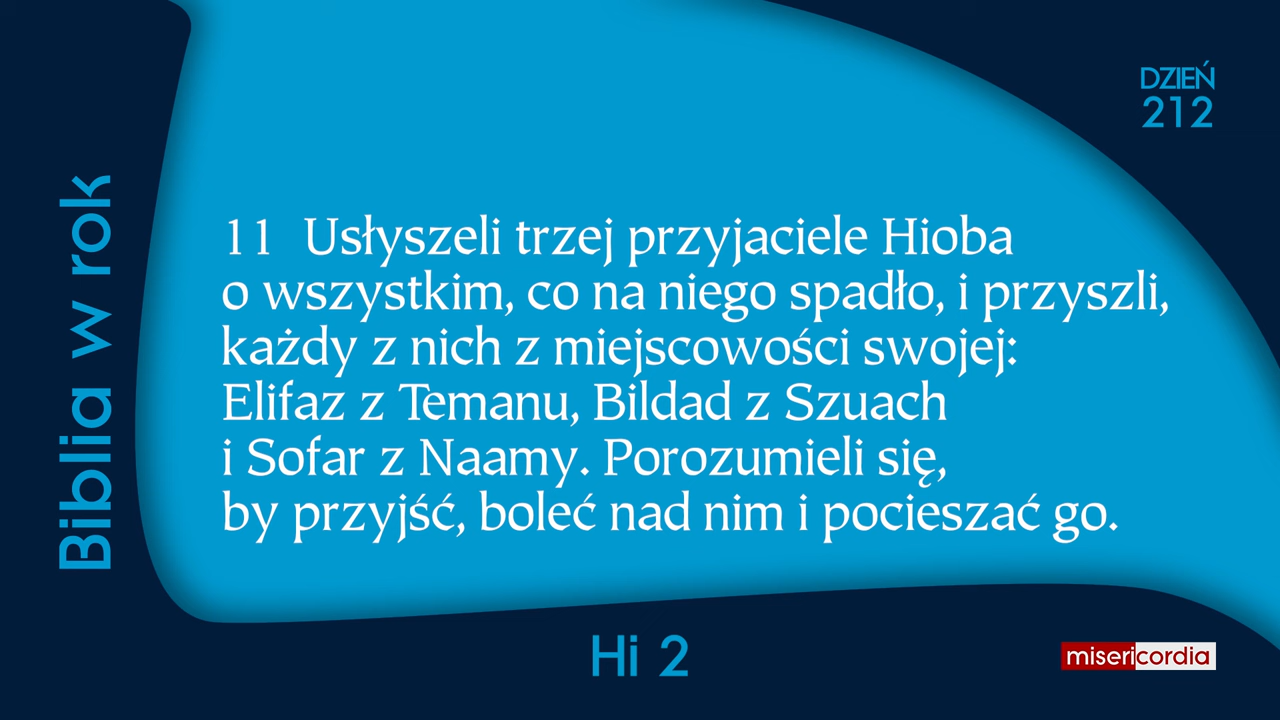 DZIEŃ
212
Biblia w rok
11 Usłyszeli trzej przyjaciele Hioba
o wszystkim, co na niego spadło, i przyszli,
każdy z nich z miejscowości swojej:
Elifaz z Temanu, Bildad z Szuach
i Sofar z Naamy. Porozumieli się,
by przyjść, boleć nad nim i pocieszać go.
Hi 2
misericordia